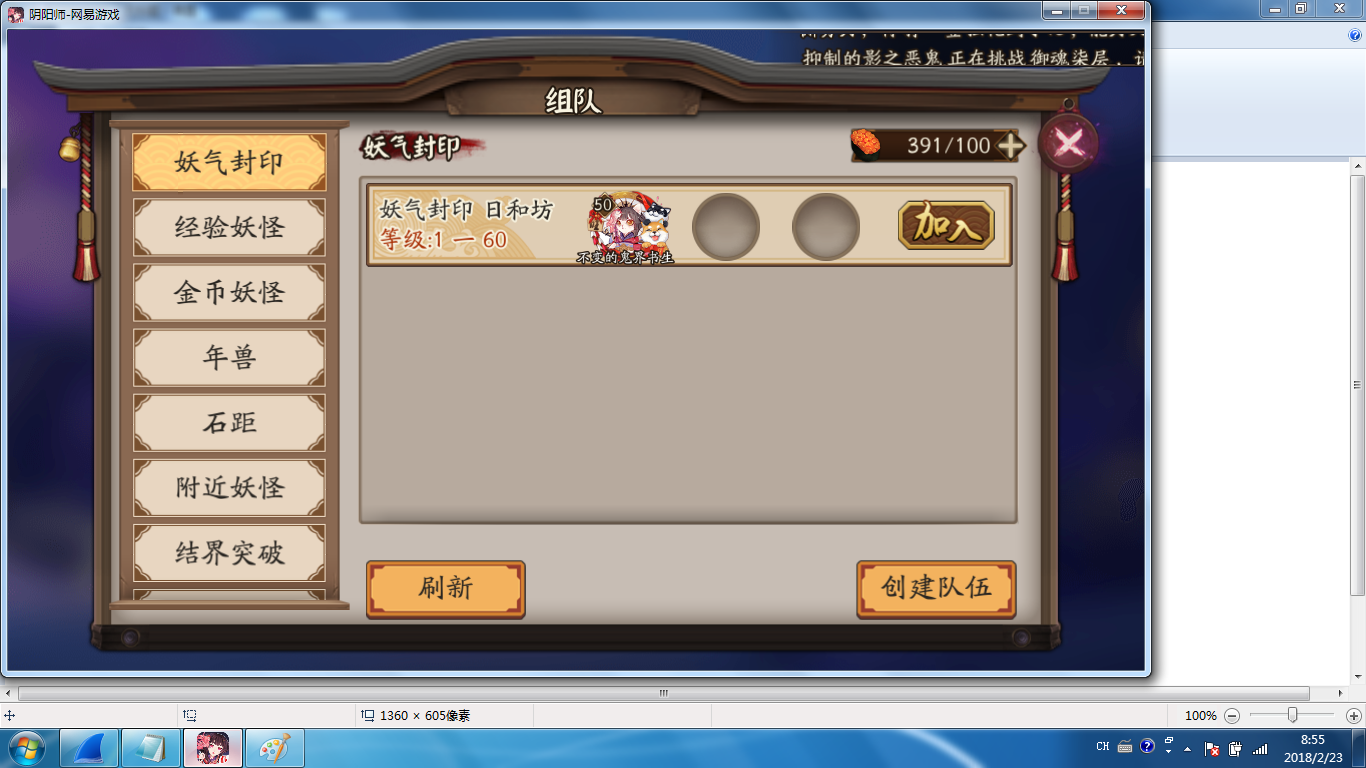 阴阳师-网易游戏
抑制的影之恶鬼 正在挑战 御魂柒层
组队
妖气封印
经验妖怪
金币妖怪
年兽
石距
附近妖怪
结界突破
妖气封印
391/100
妖气封印 日和坊
等级:1 一 60
50
不变的鬼界书生
加入
刷新
创建队伍
1360 × 605像素
100%
CH
8:55
2018/2/23